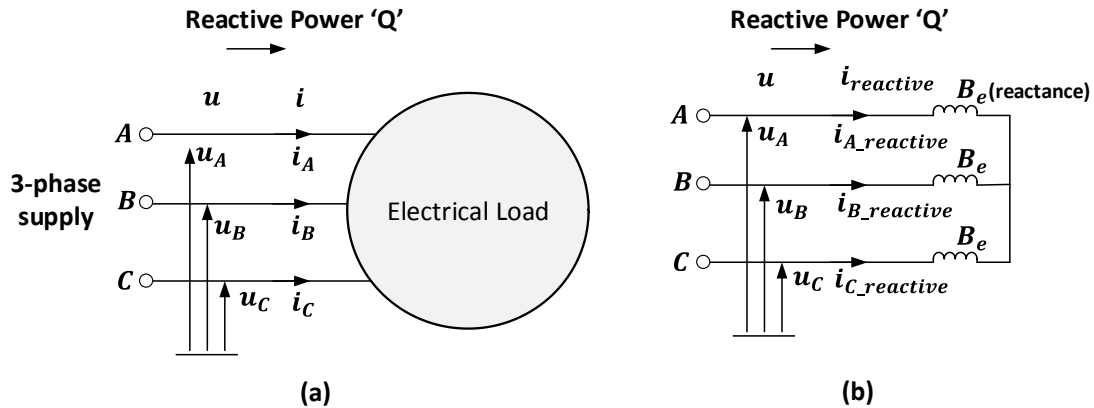 Reactive Power ‘Q’
u i
A
u_A i_A
3-phase
supply
B
u_B i_B
C
u_C i_C
Electrical Load
(a)
Reactive Power ‘Q’
u i_reactive
B_e(reactance)
A
u_A i_A_reactive
B
B_e
u_B i_B_reactive
C
B_e
u_C i_C_reactive
(b)